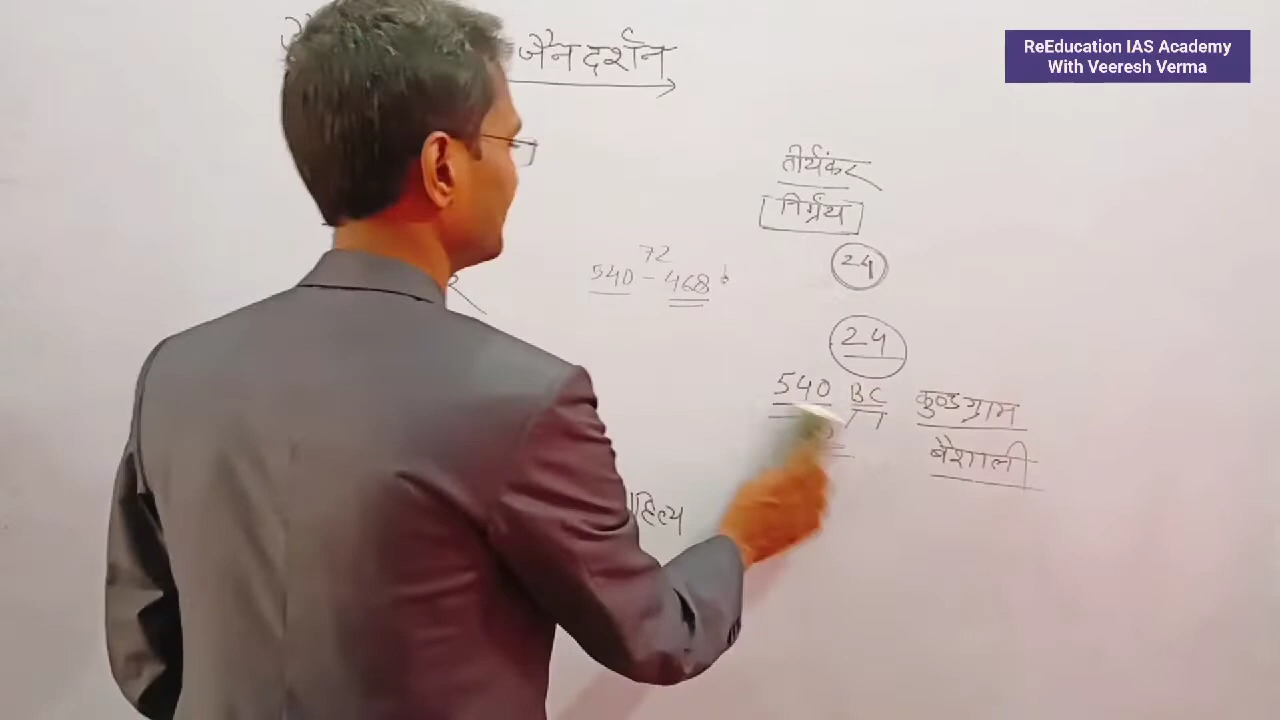 जैन दर्शन
ReEducation IAS Academy
With Veeresh Verma
तीर्थंकर
निर्ग्रंथ
24
72
540 - 468
24
540 BC कुण्डग्राम
बैशाली